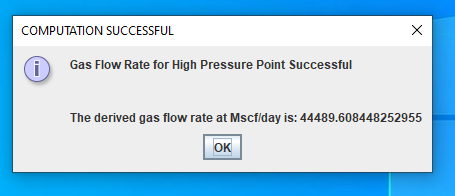 COMPUTATION SUCCESSFUL
Gas Flow Rate for High Pressure Point Successful
The derived gas flow rate at Mscf/day is: 44489.608448252955
OK